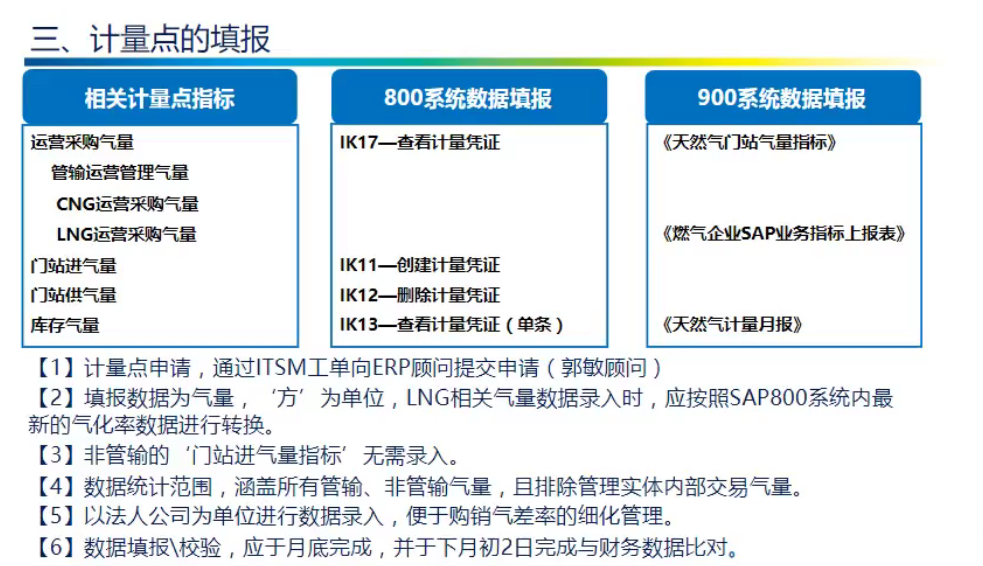 三、计量点的填报
相关计量点指标
运营采购气量
管输运营管理气量
CNG运营采购气量
LNG运营采购气量
门站进气量
门站供气量
库存气量
800系统数据填报
IK17—查看计量凭证
IK11—创建计量凭证
IK12—删除计量凭证
IK13—查看计量凭证（单条）
900系统数据填报
《天然气门站气量指标》
《燃气企业SAP业务指标上报表》
《天然气计量月报》
【1】计量点申请，通过ITSM工单向ERP顾问提交申请（郭敏顾问）
【2】填报数据为气量，‘方’为单位，LNG相关气量数据录入时，应按照SAP800系统内最
新的气化率数据进行转换。
【3】非管输的‘门站进气量指标’无需录入。
【4】数据统计范围，涵盖所有管输、非管输气量，且排除管理实体内部交易气量。
【5】以法人公司为单位进行数据录入，便于购销气差率的细化管理。
【6】数据填报\校验，应于月底完成，并于下月初2日完成与财务数据比对。